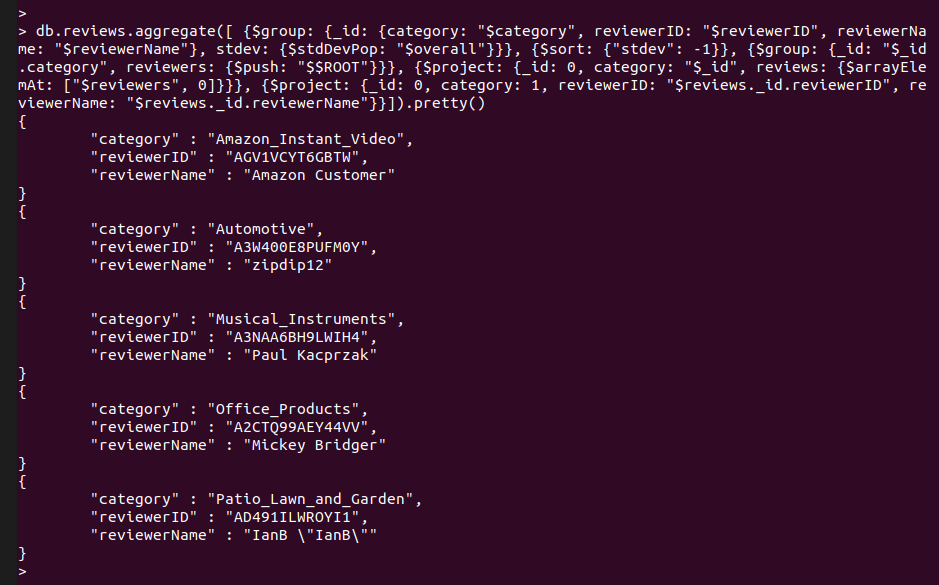 >
> db.reviews.aggregate([ {$group: {_id: {category: "$category", reviewerID: "$reviewerID", reviewerNa
me: "$reviewerName"}, stdev: {$stdDevPop: "$overall"}}}, {$sort: {"stdev": -1}}, {$group: {_id: "$_id
.category", reviewers: {$push: "$$ROOT"}}}, {$project: {_id: 0, category: "$_id", reviews: {$arrayEle
mAt: ["$reviewers", 0]}}}, {$project: {_id: 0, category: 1, reviewerID: "$reviews._id.reviewerID", re
viewerName: "$reviews._id.reviewerName"}}]).pretty()
{
        "category" : "Amazon_Instant_Video",
        "reviewerID" : "AGV1VCYT6GBTW",
        "reviewerName" : "Amazon Customer"
}
{
        "category" : "Automotive",
        "reviewerID" : "A3W400E8PUFM0Y",
        "reviewerName" : "zipdip12"
}
{
        "category" : "Musical_Instruments",
        "reviewerID" : "A3NAA6BH9LWIH4",
        "reviewerName" : "Paul Kacprzak"
}
{
        "category" : "Office_Products",
        "reviewerID" : "A2CTQ99AEY44VV",
        "reviewerName" : "Mickey Bridger"
}
{
        "category" : "Patio_Lawn_and_Garden",
        "reviewerID" : "AD491ILWROYI1",
        "reviewerName" : "IanB \"IanB\""
}
>